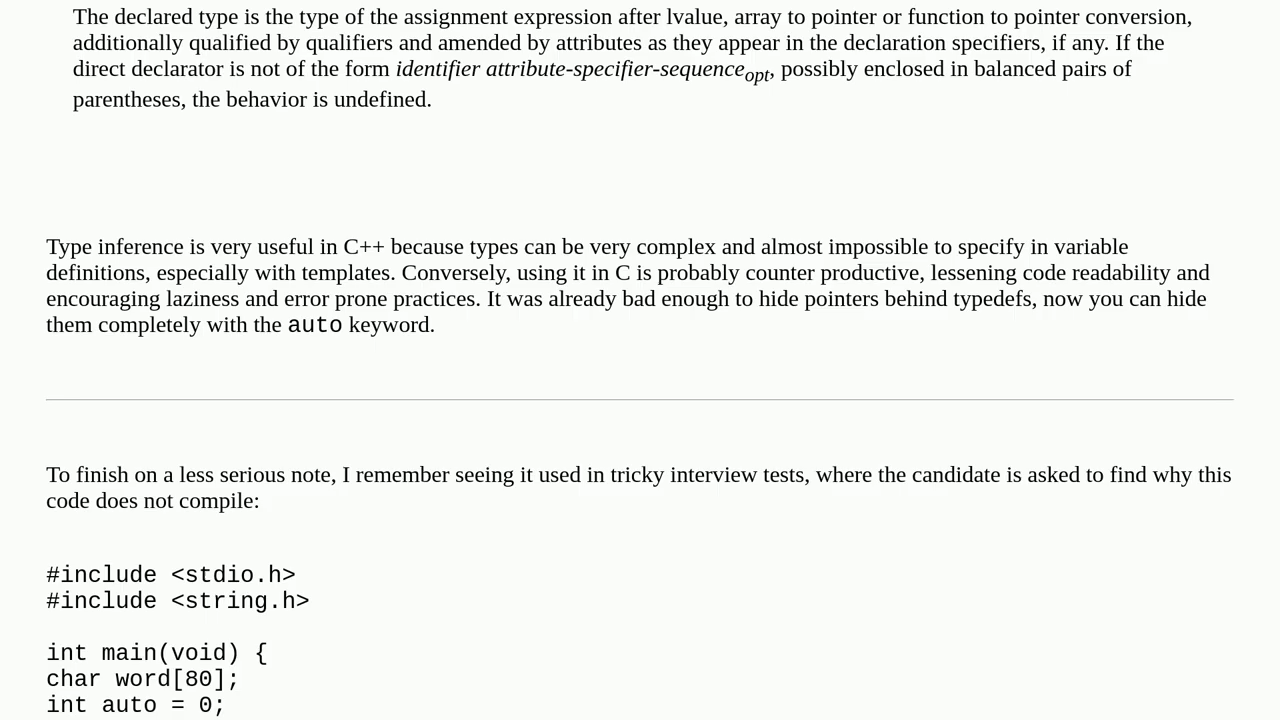 The declared type is the type of the assignment expression after lvalue, array to pointer or function to pointer conversion,
additionally qualified by qualifiers and amended by attributes as they appear in the declaration specifiers, if any. If the
direct declarator is not of the form identifier attribute-specifier-sequenceopt, possibly enclosed in balanced pairs of
parentheses, the behavior is undefined.
Type inference is very useful in C++ because types can be very complex and almost impossible to specify in variable
definitions, especially with templates. Conversely, using it in C is probably counter productive, lessening code readability and
encouraging laziness and error prone practices. It was already bad enough to hide pointers behind typedefs, now you can hide
them completely with the auto keyword.
To finish on a less serious note, I remember seeing it used in tricky interview tests, where the candidate is asked to find why this
code does not compile:
#include <stdio.h>
#include <string.h>
int main(void) {
char word[80];
int auto = 0;